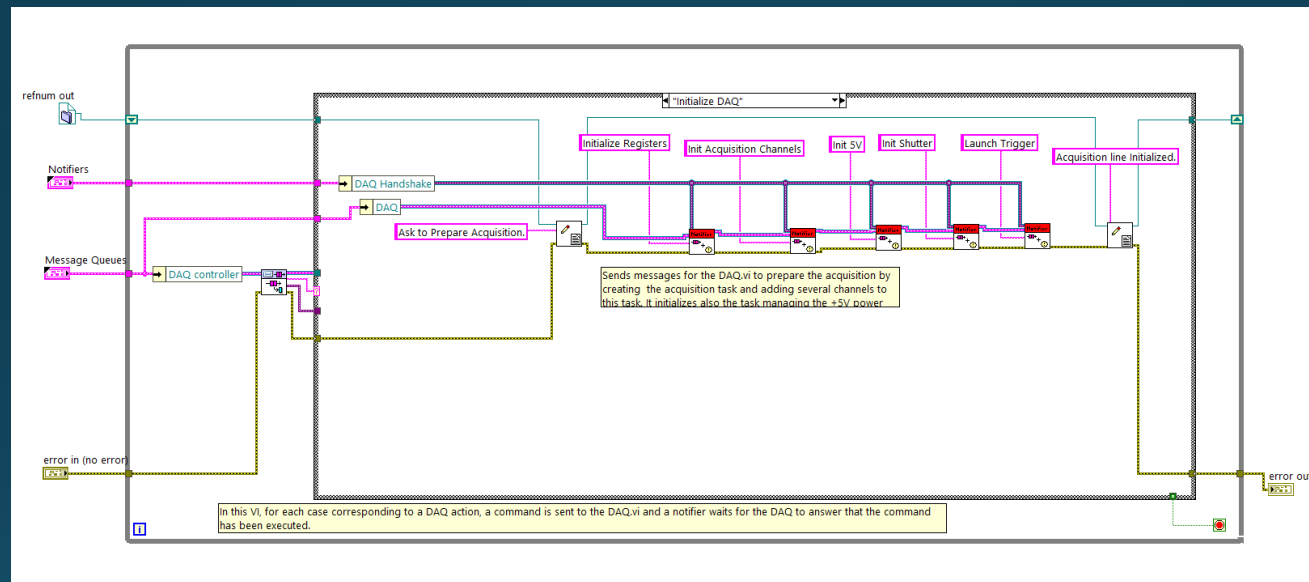 refnum out
"Initialize DAQ"
Initialize Registers
Init Acquisition Channels
Init 5V
Init Shutter
Launch Trigger
Acquisition line Initialized.
Notifiers
DAQ Handshake
DAQ
Ask to Prepare Acquisition.
Notifier
Notifier
Notifier
Notifier
Notifier
Message Queues
DAQ controller
Sends messages for the DAQ.vi to prepare the acquisition by
creating the acquisition task and adding several channels to
this task. It initializes also the task managing the +5V power
error in (no error)
error out
In this VI, for each case corresponding to a DAQ action, a command is sent to the DAQ.vi and a notifier waits for the DAQ to answer that the command
has been executed.
i